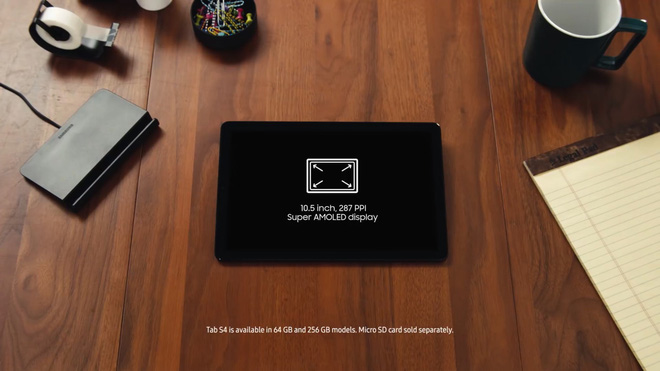 10.5 inch, 287 PPI
Super AMOLED display
Tab S4 is available in 64 GB and 256 GB models. Micro SD card sold separately.